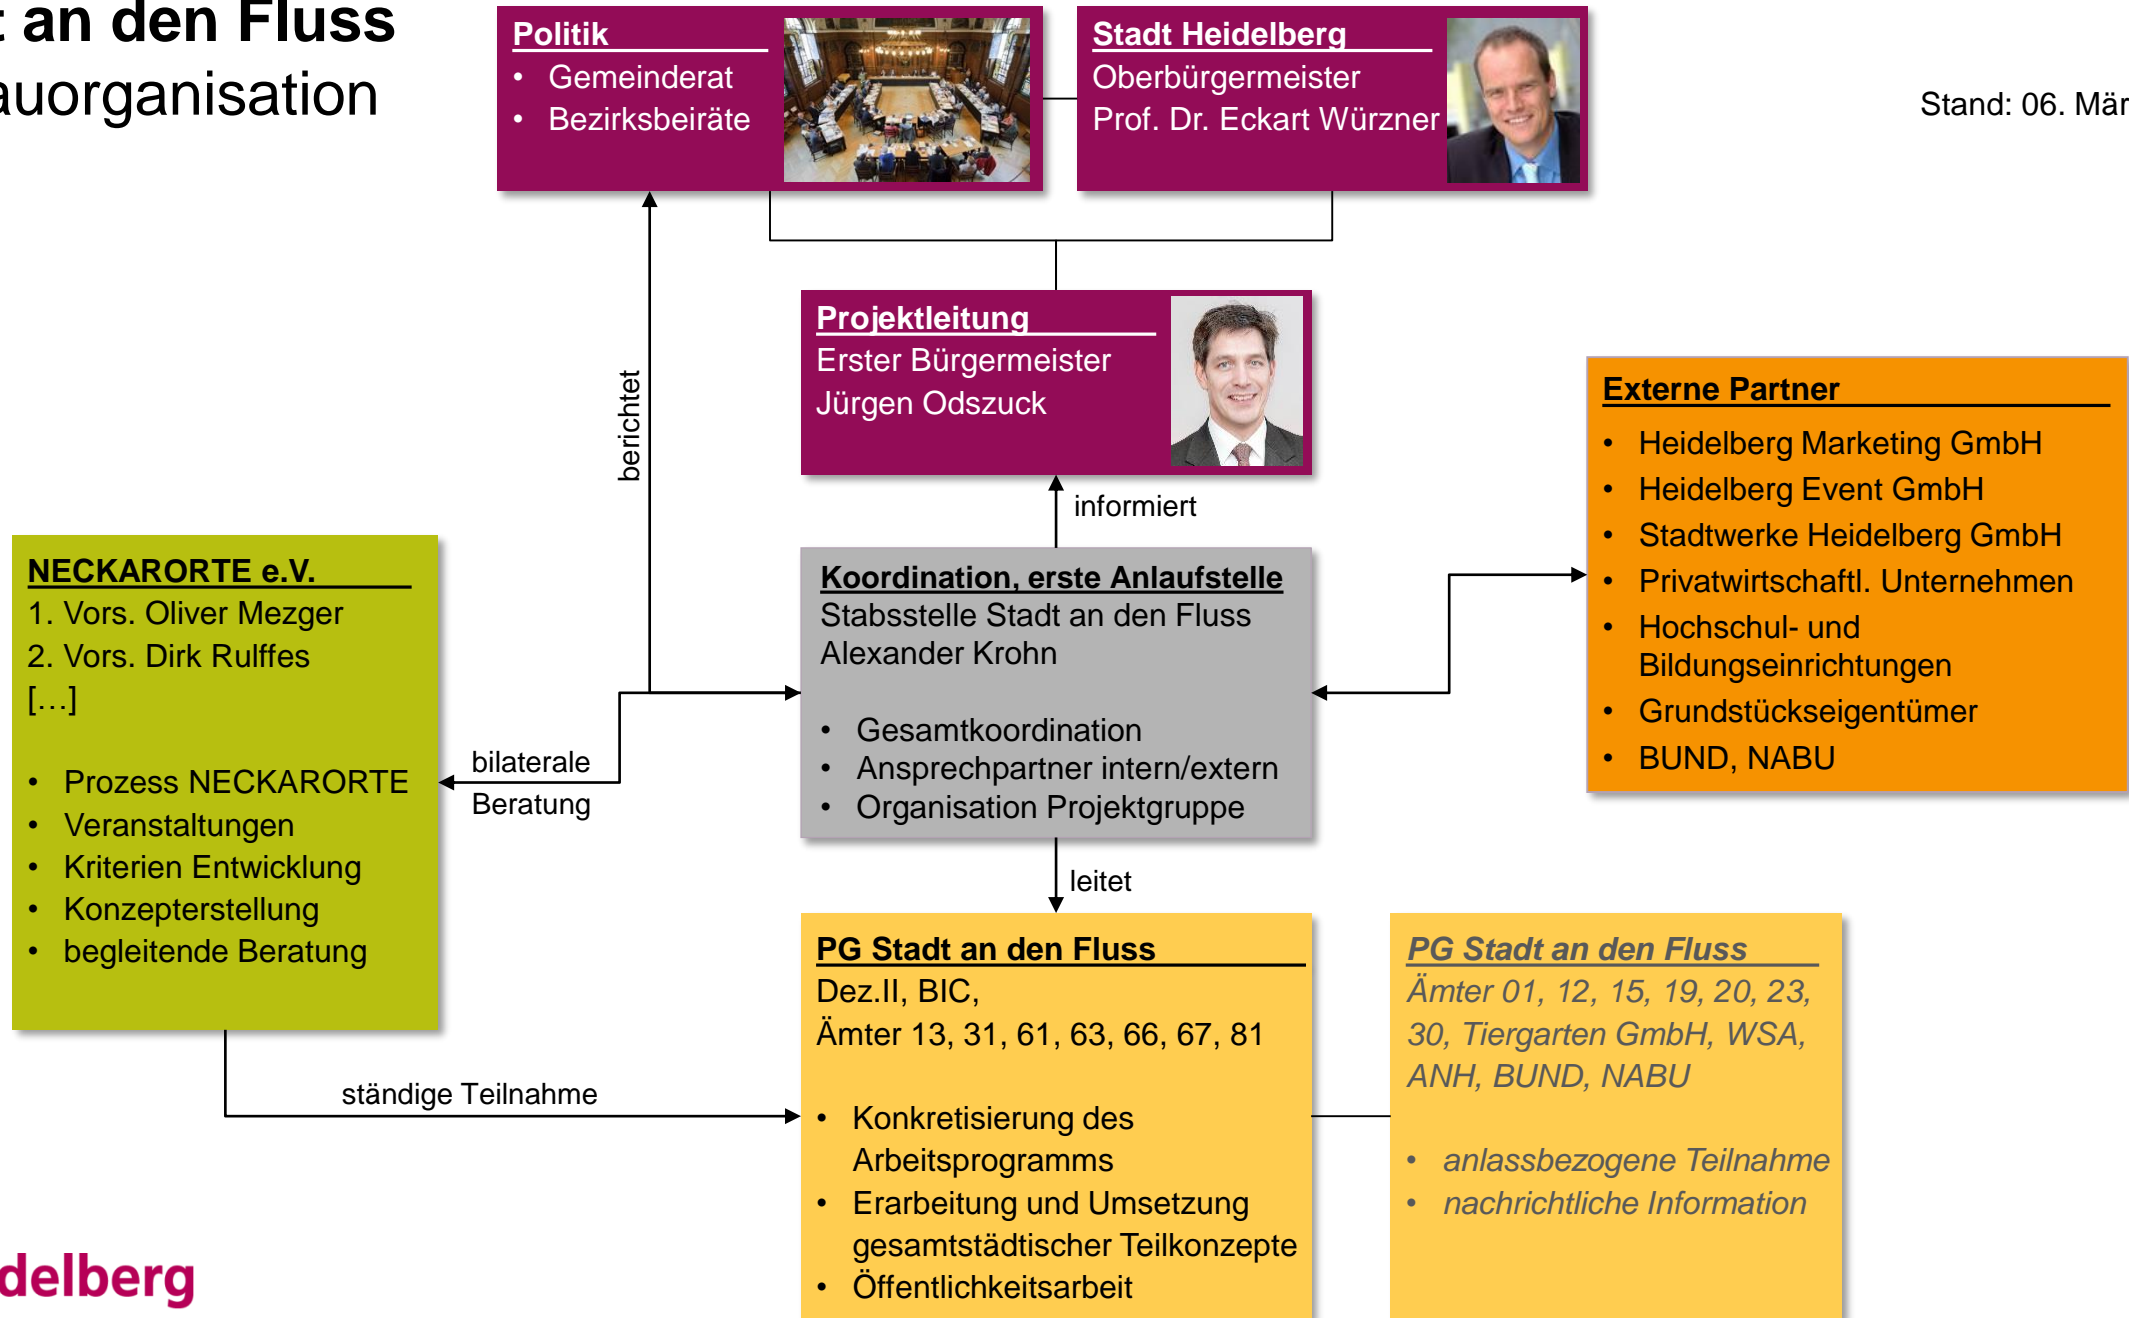 t an den Fluss
auorganisation
Politik
• Gemeinderat
• Bezirksbeiräte
Stadt Heidelberg
Oberbürgermeister
Prof. Dr. Eckart Würzner
Stand: 06. Mär
Projektleitung
Erster Bürgermeister
Jürgen Odszuck
berichtet
informiert
Externe Partner
• Heidelberg Marketing GmbH
• Heidelberg Event GmbH
• Stadtwerke Heidelberg GmbH
• Privatwirtschaftl. Unternehmen
• Hochschul- und
Bildungseinrichtungen
• Grundstückseigentümer
• BUND, NABU
NECKARORTE e.V.
1. Vors. Oliver Mezger
2. Vors. Dirk Rulffes
[…]
• Prozess NECKARORTE
• Veranstaltungen
• Kriterien Entwicklung
• Konzepterstellung
• begleitende Beratung
bilaterale
Beratung
Koordination, erste Anlaufstelle
Stabsstelle Stadt an den Fluss
Alexander Krohn
• Gesamtkoordination
• Ansprechpartner intern/extern
• Organisation Projektgruppe
leitet
ständige Teilnahme
PG Stadt an den Fluss
Dez.II, BIC,
Ämter 13, 31, 61, 63, 66, 67, 81
• Konkretisierung des
Arbeitsprogramms
• Erarbeitung und Umsetzung
gesamtstädtischer Teilkonzepte
• Öffentlichkeitsarbeit
PG Stadt an den Fluss
Ämter 01, 12, 15, 19, 20, 23,
30, Tiergarten GmbH, WSA,
ANH, BUND, NABU
• anlassbezogene Teilnahme
• nachrichtliche Information
delberg